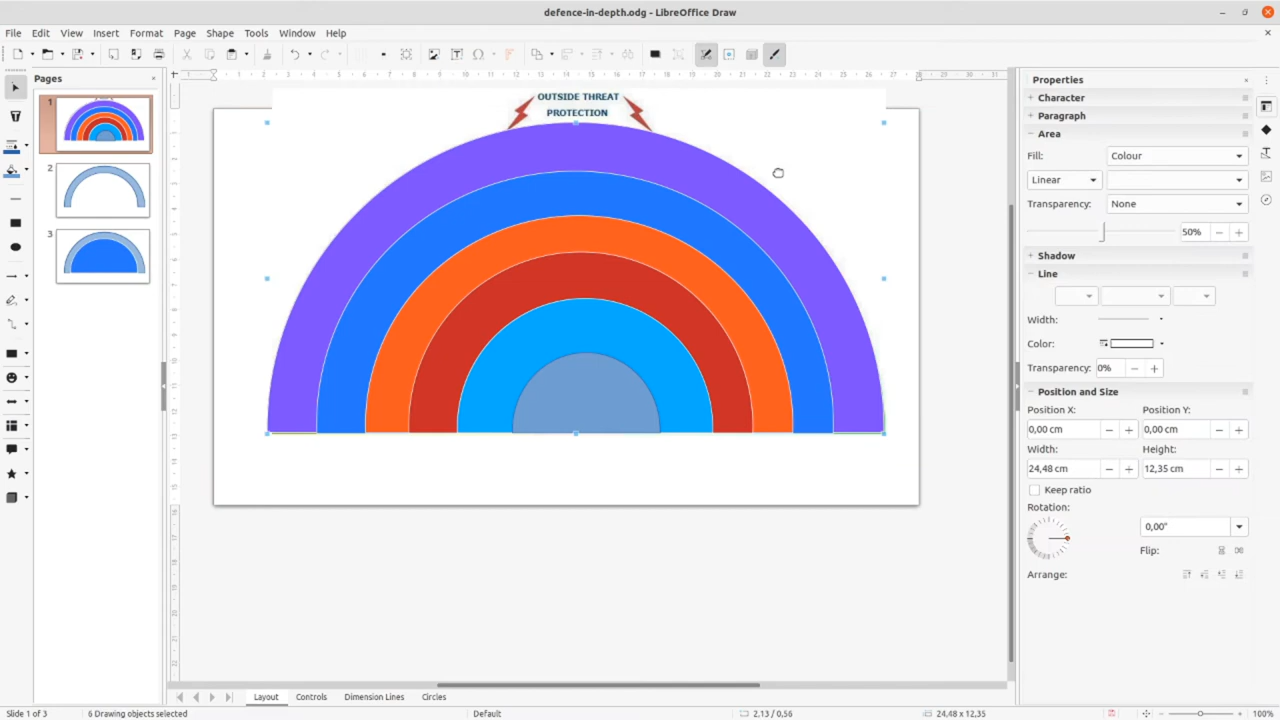 defence-in-depth.odg - LibreOffice Draw
File Edit View Insert Format Page Shape Tools Window Help
Pages
1
2
3
OUTSIDE THREAT
PROTECTION
Properties
Character
Paragraph
Area
Fill: Colour
Linear
Transparency: None
50%
Shadow
Line
Width:
Color:
Transparency: 0%
Position and Size
Position X: Position Y:
0,00 cm 0,00 cm
Width: Height:
24,48 cm 12,35 cm
Keep ratio
Rotation:
0,00°
Flip:
Arrange:
Layout Controls Dimension Lines Circles
Slide 1 of 3 6 Drawing objects selected Default 2,13 / 0,56 24,48 x 12,35 100%